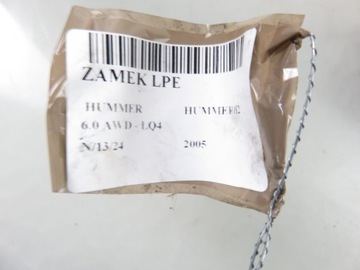 ZAMEK LPE
HUMMER HUMMER H2
6.0 AWD - LQ4
N/13/24 2005